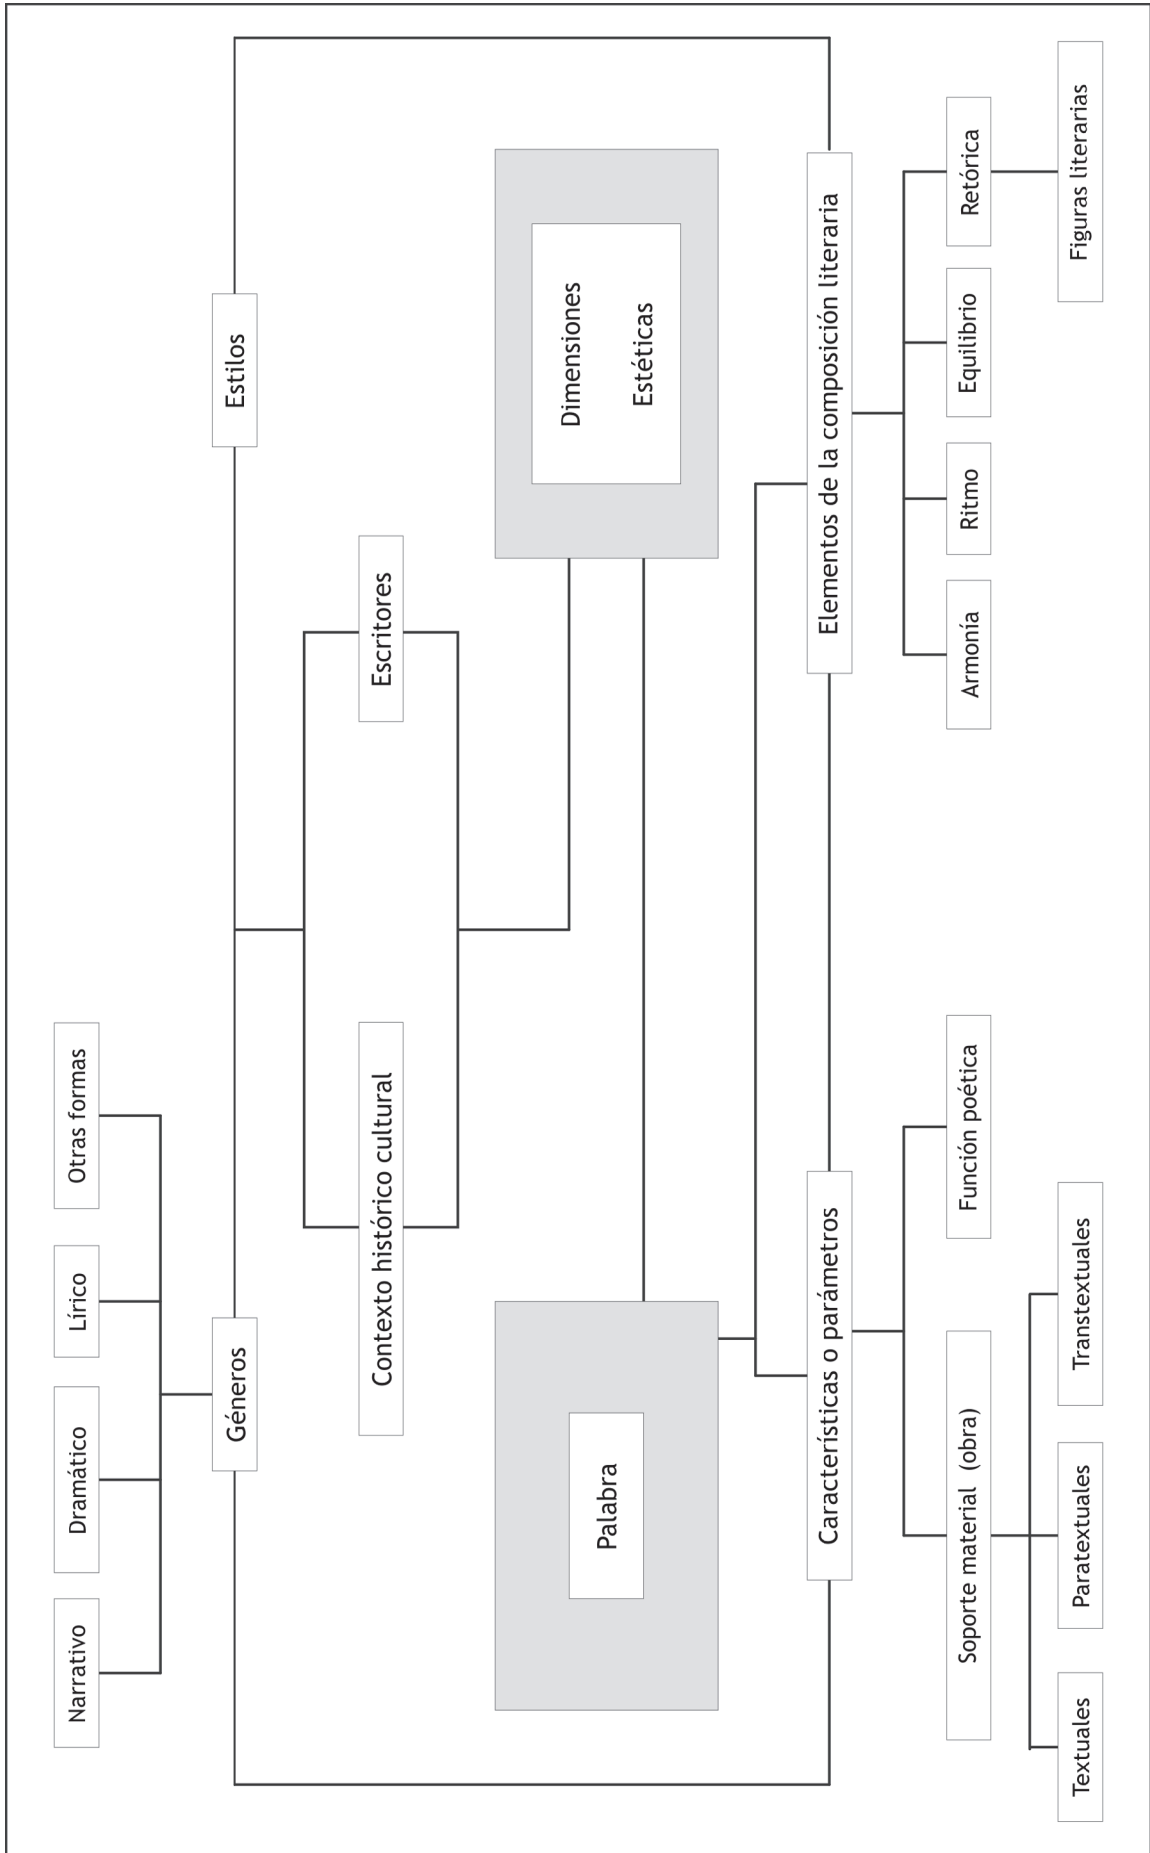 Narrativo
Dramático
Lírico
Otras formas
Géneros
Estilos
Contexto histórico cultural
Escritores
Palabra
Dimensiones
Estéticas
Características o parámetros
Elementos de la composición literaria
Soporte material (obra)
Función poética
Armonía
Ritmo
Equilibrio
Retórica
Textuales
Paratextuales
Transtextuales
Figuras literarias